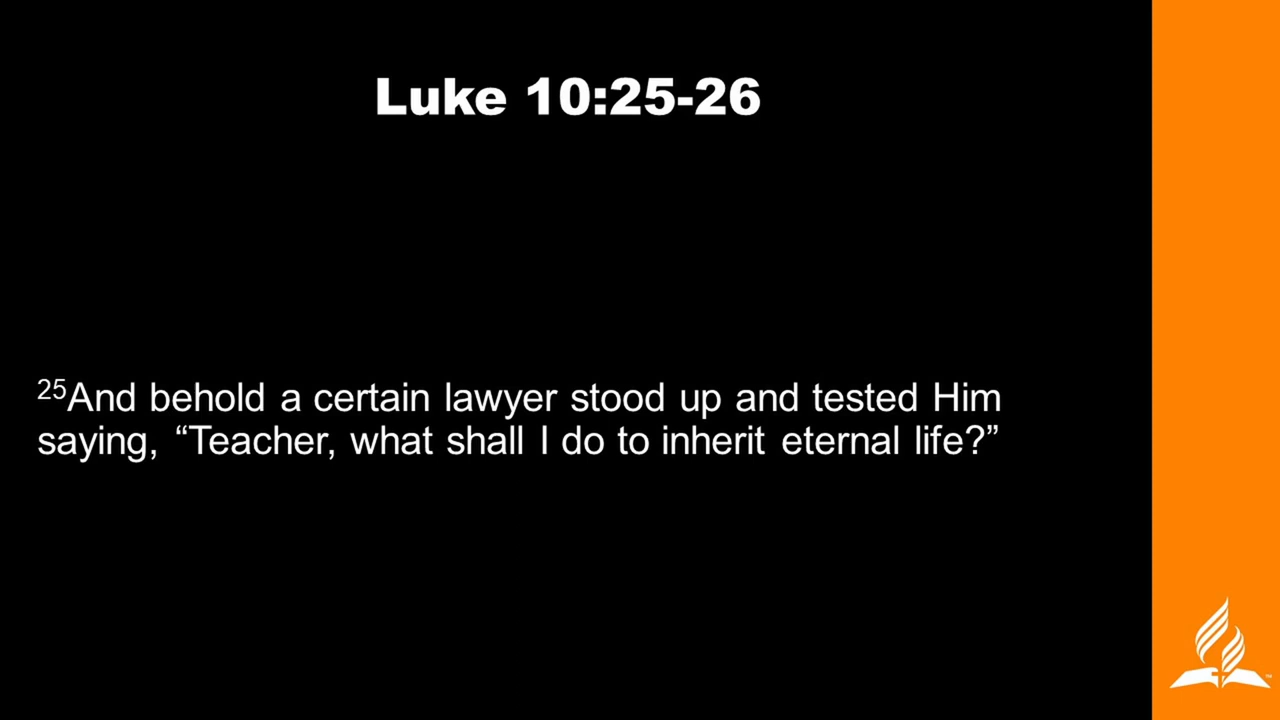 Luke 10:25-26
25And behold a certain lawyer stood up and tested Him
saying, “Teacher, what shall I do to inherit eternal life?”